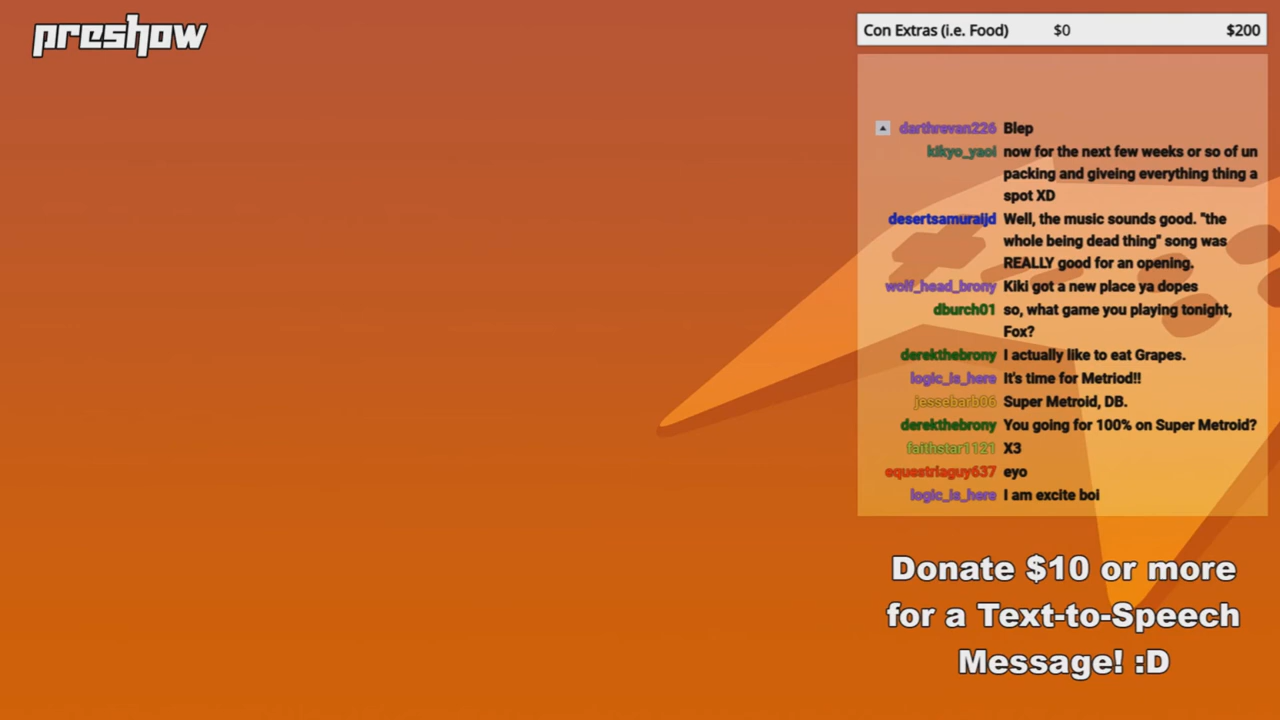 preshow
Con Extras (i.e. Food) $0 $200
darthrevan226 Blep
kikyo_yaoi now for the next few weeks or so of un
packing and giveing everything thing a
spot XD
desertsamuraijd Well, the music sounds good. "the
whole being dead thing" song was
REALLY good for an opening.
wolf_head_brony Kiki got a new place ya dopes
dburch01 so, what game you playing tonight,
Fox?
derekthebrony I actually like to eat Grapes.
logic_is_here It's time for Metriod!!
jessebarb06 Super Metroid, DB.
derekthebrony You going for 100% on Super Metroid?
faithstar1121 X3
equestriaguy637 eyo
logic_is_here I am excite boi
Donate $10 or more
for a Text-to-Speech
Message! :D